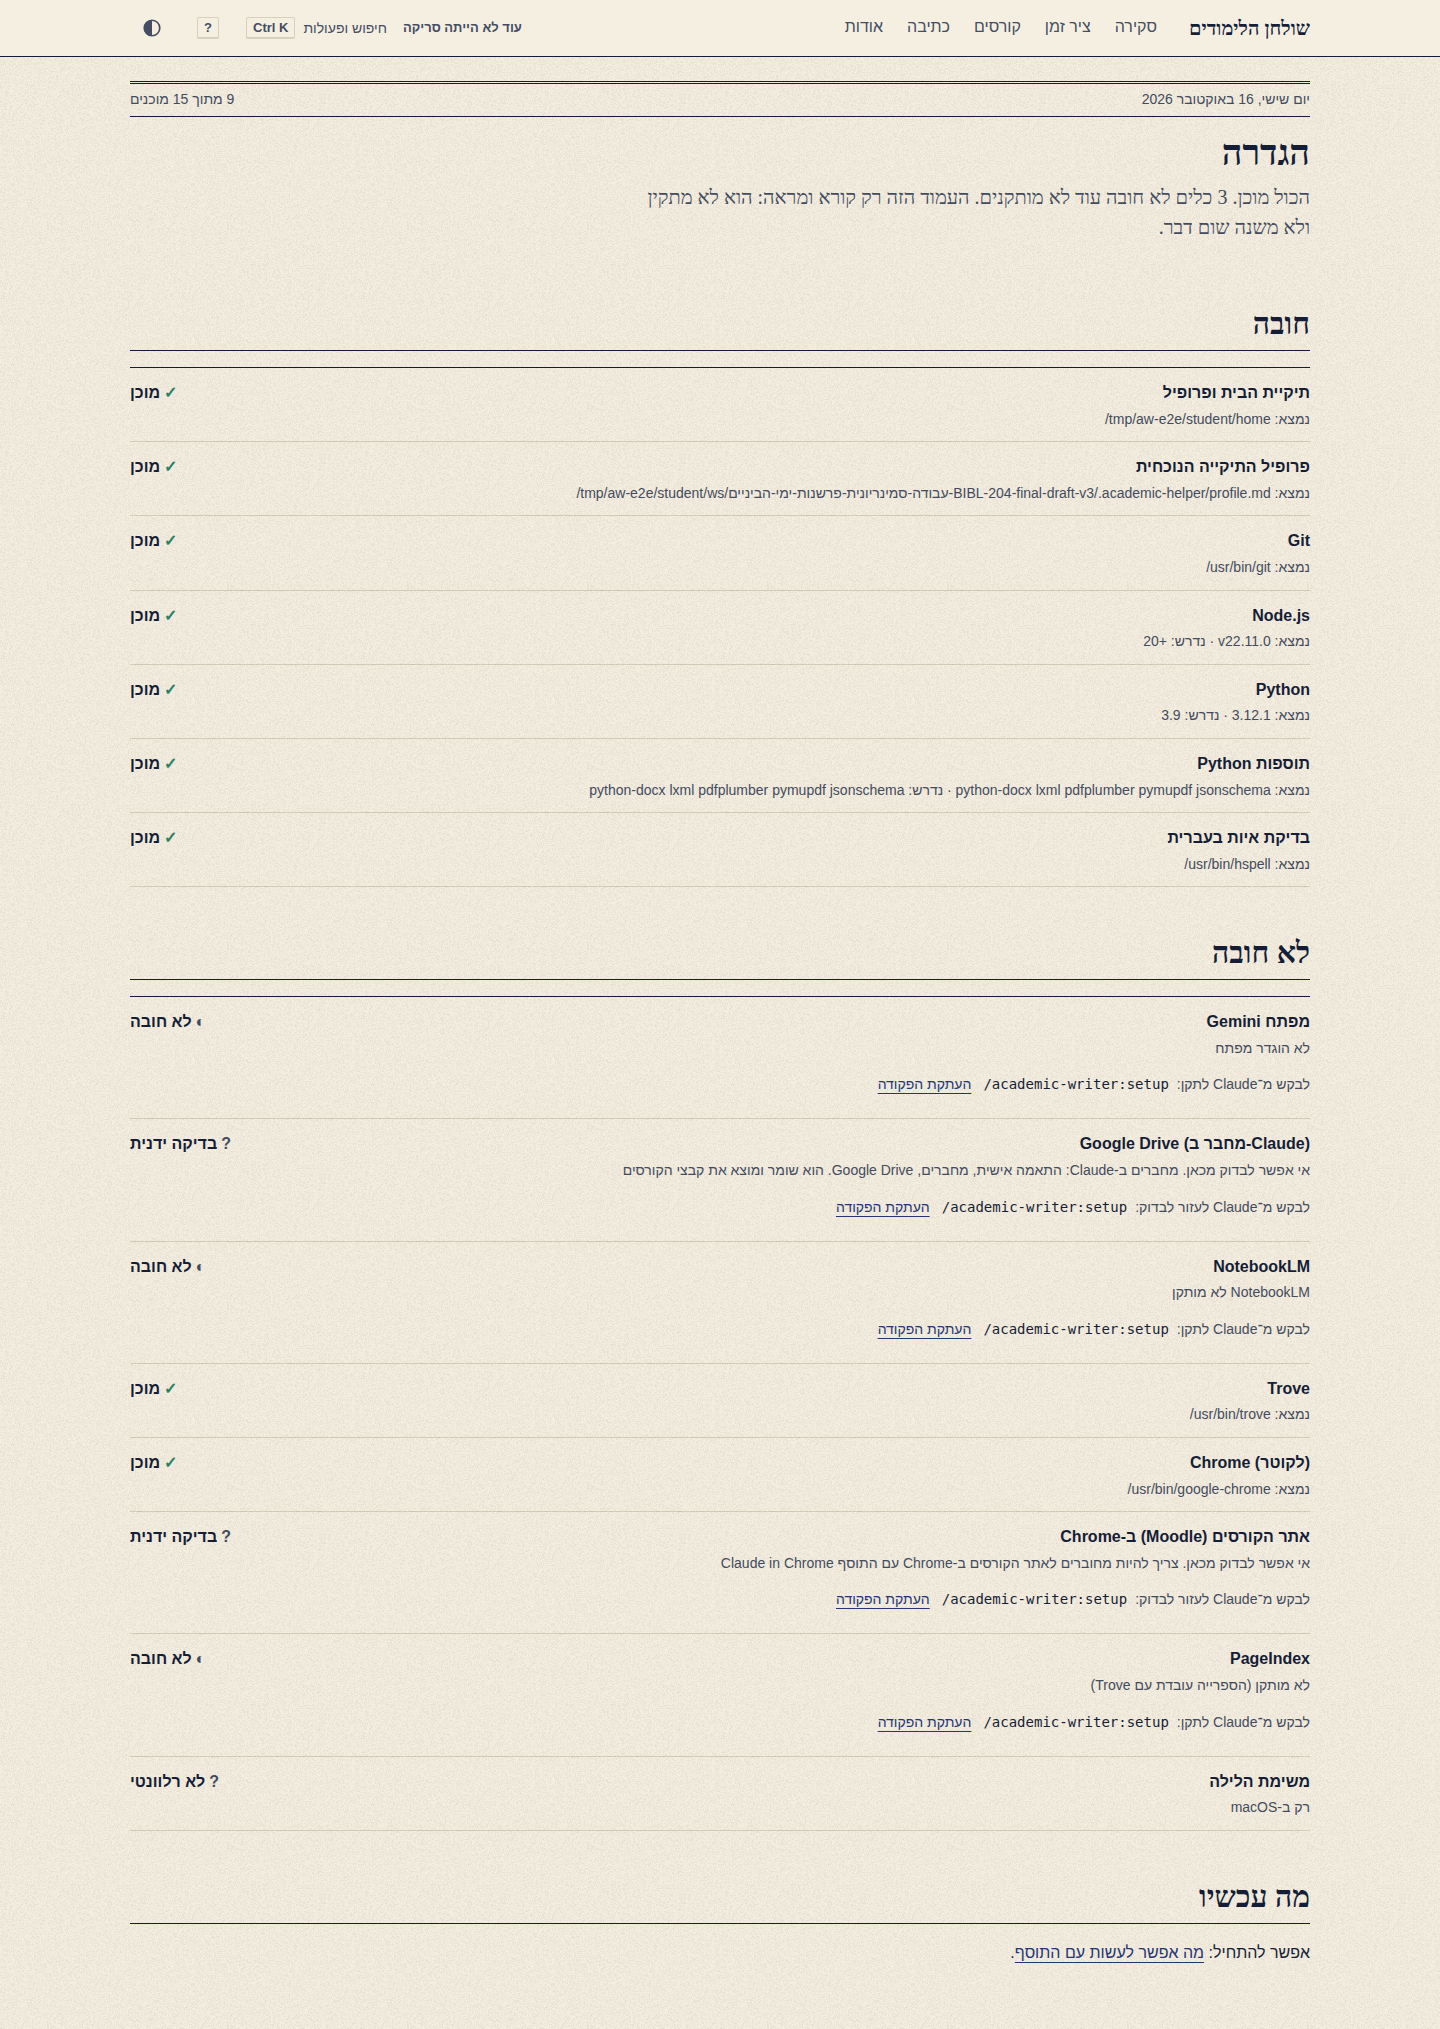 שולחן הלימודים סקירה ציר זמן קורסים כתיבה אודות עוד לא הייתה סריקה חיפוש ופעולות Ctrl K ?
יום שישי, 16 באוקטובר 2026 9 מתוך 15 מוכנים
הגדרה
הכול מוכן. 3 כלים לא חובה עוד לא מותקנים. העמוד הזה רק קורא ומראה: הוא לא מתקין
ולא משנה שום דבר.
חובה
תיקיית הבית ופרופיל ✓ מוכן
נמצא: /tmp/aw-e2e/student/home
פרופיל התיקייה הנוכחית ✓ מוכן
נמצא: /tmp/aw-e2e/student/ws/עבודה-סמינריונית-פרשנות-ימי-הביניים-BIBL-204-final-draft-v3/.academic-helper/profile.md
Git ✓ מוכן
נמצא: /usr/bin/git
Node.js ✓ מוכן
נמצא: v22.11.0 · נדרש: 20+
Python ✓ מוכן
נמצא: 3.12.1 · נדרש: 3.9
תוספות Python ✓ מוכן
נמצא: python-docx lxml pdfplumber pymupdf jsonschema · נדרש: python-docx lxml pdfplumber pymupdf jsonschema
בדיקת איות בעברית ✓ מוכן
נמצא: /usr/bin/hspell
לא חובה
מפתח Gemini לא חובה
לא הוגדר מפתח
לבקש מ־Claude לתקן: /academic-writer:setup העתקת הפקודה
Google Drive (מחבר ב-Claude) ? בדיקה ידנית
אי אפשר לבדוק מכאן. מחברים ב-Claude: התאמה אישית, מחברים, Google Drive. הוא שומר ומוצא את קבצי הקורסים
לבקש מ־Claude לעזור לבדוק: /academic-writer:setup העתקת הפקודה
NotebookLM לא חובה
NotebookLM לא מותקן
לבקש מ־Claude לתקן: /academic-writer:setup העתקת הפקודה
Trove ✓ מוכן
נמצא: /usr/bin/trove
Chrome (לקוטר) ✓ מוכן
נמצא: /usr/bin/google-chrome
אתר הקורסים (Moodle) ב-Chrome ? בדיקה ידנית
אי אפשר לבדוק מכאן. צריך להיות מחוברים לאתר הקורסים ב-Chrome עם התוסף Claude in Chrome
לבקש מ־Claude לעזור לבדוק: /academic-writer:setup העתקת הפקודה
PageIndex לא חובה
לא מותקן (הספרייה עובדת עם Trove)
לבקש מ־Claude לתקן: /academic-writer:setup העתקת הפקודה
משימת הלילה ? לא רלוונטי
רק ב-macOS
מה עכשיו
אפשר להתחיל: מה אפשר לעשות עם התוסף.